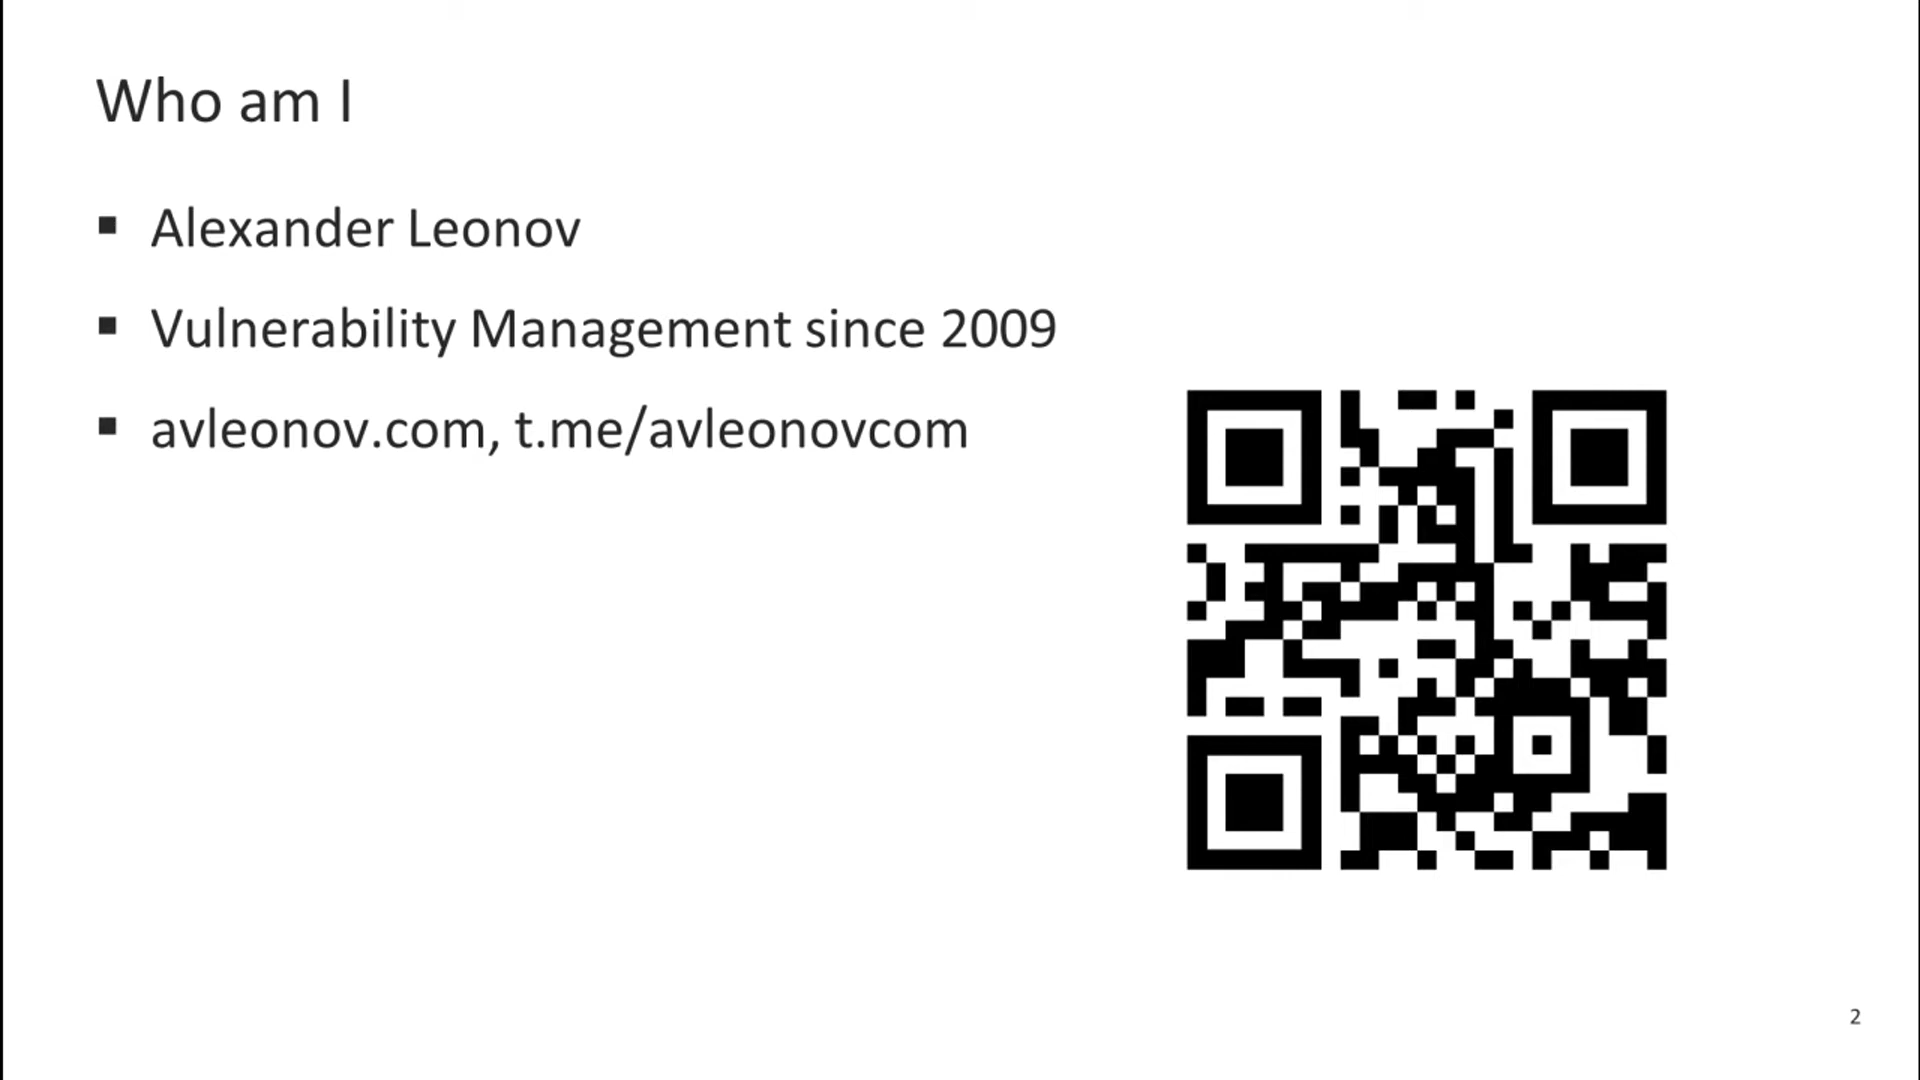 Who am I
▪ Alexander Leonov
▪ Vulnerability Management since 2009
▪ avleonov.com, t.me/avleonovcom
2